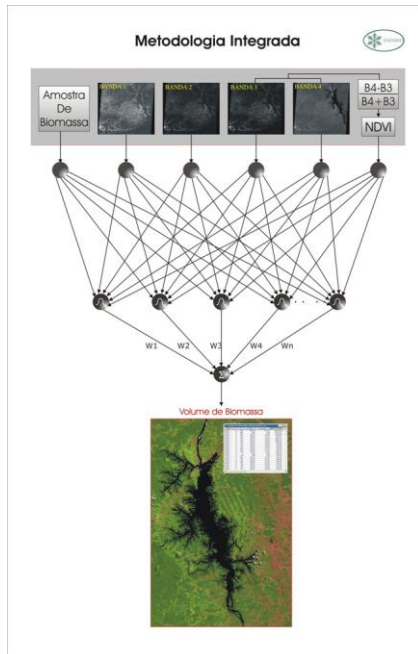 Metodologia Integrada
Amostra
De
Biomassa
BANDA 1
BANDA 2
BANDA 3
BANDA 4
B4-B3
B4+B3
NDVI
W1
W2
W3
W4
Wn
Σ
Volume de Biomassa